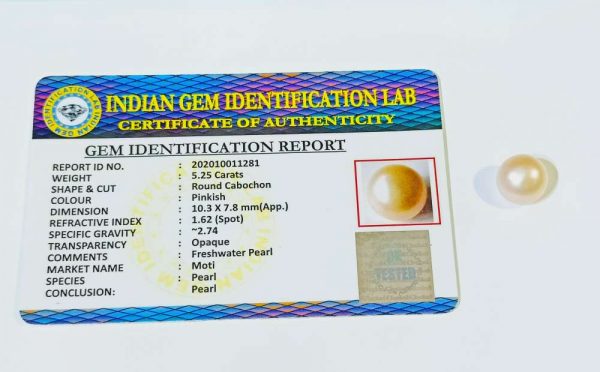 INDIAN GEM IDENTIFICATION LAB
CERTIFICATE OF AUTHENTICITY
GEM IDENTIFICATION REPORT
REPORT ID NO. : 202010011281
WEIGHT : 5.25 Carats
SHAPE & CUT : Round Cabochon
COLOUR : Pinkish
DIMENSION : 10.3 X 7.8 mm(App.)
REFRACTIVE INDEX : 1.62 (Spot)
SPECIFIC GRAVITY : ~2.74
TRANSPARENCY : Opaque
COMMENTS : Freshwater Pearl
MARKET NAME : Moti
SPECIES : Pearl
CONCLUSION: : Pearl
TESTED